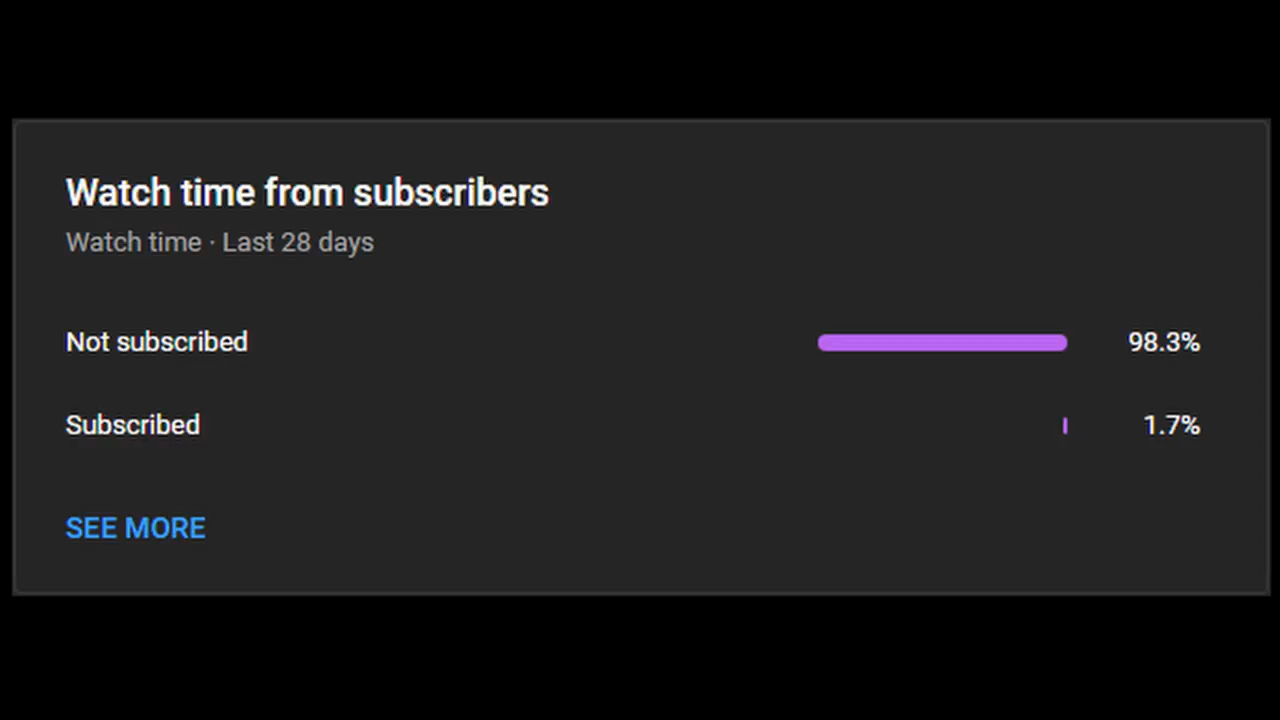 Watch time from subscribers
Watch time · Last 28 days
Not subscribed 98.3%
Subscribed 1.7%
SEE MORE